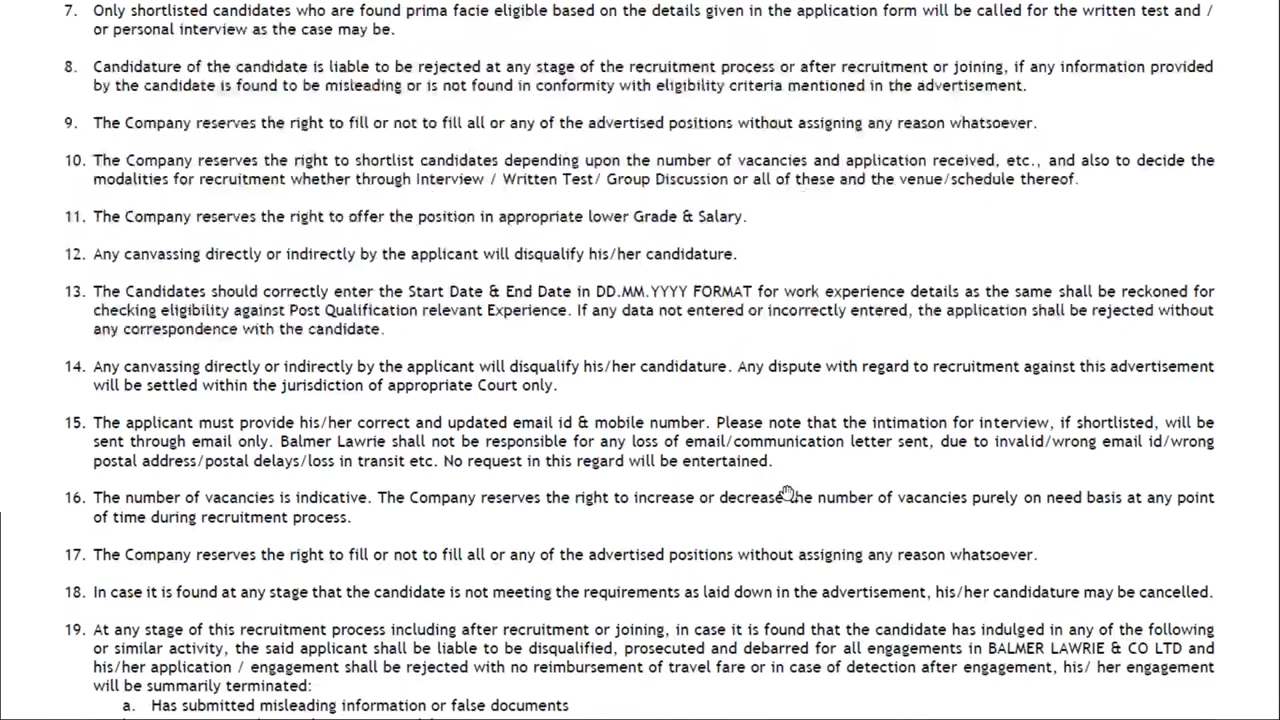 7. Only shortlisted candidates who are found prima facie eligible based on the details given in the application form will be called for the written test and /
or personal interview as the case may be.
8. Candidature of the candidate is liable to be rejected at any stage of the recruitment process or after recruitment or joining, if any information provided
by the candidate is found to be misleading or is not found in conformity with eligibility criteria mentioned in the advertisement.
9. The Company reserves the right to fill or not to fill all or any of the advertised positions without assigning any reason whatsoever.
10. The Company reserves the right to shortlist candidates depending upon the number of vacancies and application received, etc., and also to decide the
modalities for recruitment whether through Interview / Written Test/ Group Discussion or all of these and the venue/schedule thereof.
11. The Company reserves the right to offer the position in appropriate lower Grade & Salary.
12. Any canvassing directly or indirectly by the applicant will disqualify his/her candidature.
13. The Candidates should correctly enter the Start Date & End Date in DD.MM.YYYY FORMAT for work experience details as the same shall be reckoned for
checking eligibility against Post Qualification relevant Experience. If any data not entered or incorrectly entered, the application shall be rejected without
any correspondence with the candidate.
14. Any canvassing directly or indirectly by the applicant will disqualify his/her candidature. Any dispute with regard to recruitment against this advertisement
will be settled within the jurisdiction of appropriate Court only.
15. The applicant must provide his/her correct and updated email id & mobile number. Please note that the intimation for interview, if shortlisted, will be
sent through email only. Balmer Lawrie shall not be responsible for any loss of email/communication letter sent, due to invalid/wrong email id/wrong
postal address/postal delays/loss in transit etc. No request in this regard will be entertained.
16. The number of vacancies is indicative. The Company reserves the right to increase or decrease the number of vacancies purely on need basis at any point
of time during recruitment process.
17. The Company reserves the right to fill or not to fill all or any of the advertised positions without assigning any reason whatsoever.
18. In case it is found at any stage that the candidate is not meeting the requirements as laid down in the advertisement, his/her candidature may be cancelled.
19. At any stage of this recruitment process including after recruitment or joining, in case it is found that the candidate has indulged in any of the following
or similar activity, the said applicant shall be liable to be disqualified, prosecuted and debarred for all engagements in BALMER LAWRIE & CO LTD and
his/her application / engagement shall be rejected with no reimbursement of travel fare or in case of detection after engagement, his/ her engagement
will be summarily terminated:
a. Has submitted misleading information or false documents